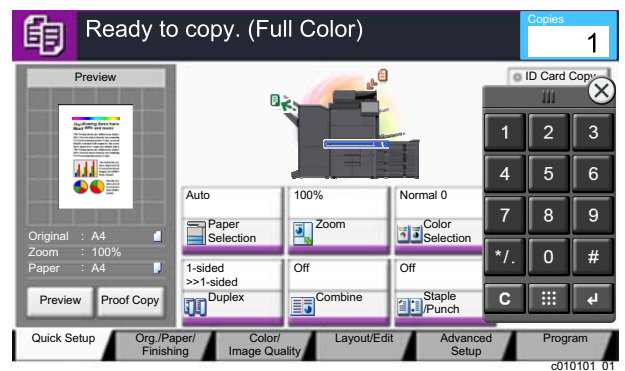 Ready to copy. (Full Color)
Copies
1
Preview
Original : A4
Zoom : 100%
Paper : A4
Preview
Proof Copy
ID Card Copy
Auto
Paper
Selection
100%
Zoom
Normal 0
Color
Selection
1-sided
>>1-sided
Duplex
Off
Combine
Off
Staple
/Punch
1 2 3
4 5 6
7 8 9
*/. 0 #
C
Quick Setup
Org./Paper/
Finishing
Color/
Image Quality
Layout/Edit
Advanced
Setup
Program
c010101_01